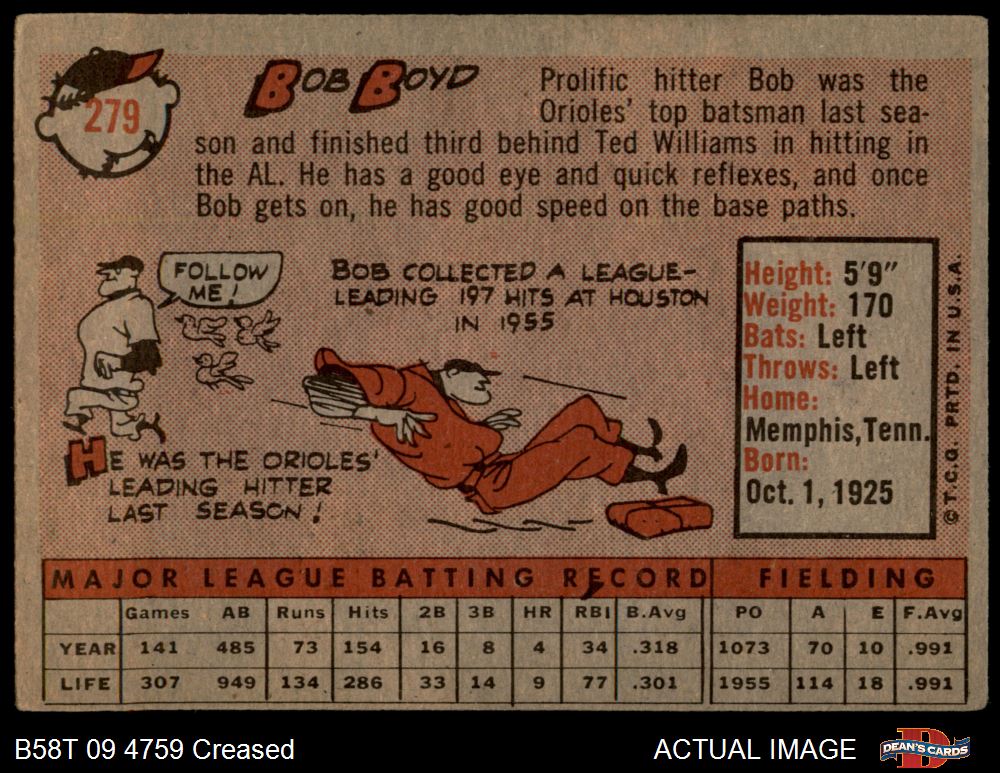 279
BOB BOYD
Prolific hitter Bob was the
Orioles' top batsman last sea-
son and finished third behind Ted Williams in hitting in
the AL. He has a good eye and quick reflexes, and once
Bob gets on, he has good speed on the base paths.
FOLLOW
ME!
BOB COLLECTED A LEAGUE-
LEADING 197 HITS AT HOUSTON
IN 1955
HE WAS THE ORIOLES'
LEADING HITTER
LAST SEASON!
Height: 5'9"
Weight: 170
Bats: Left
Throws: Left
Home:
Memphis, Tenn.
Born:
Oct. 1, 1925
© T.C.G. PRTD. IN U.S.A.
MAJOR LEAGUE BATTING RECORD FIELDING
Games AB Runs Hits 2B 3B HR RBI B.Avg PO A E F.Avg
YEAR 141 485 73 154 16 8 4 34 .318 1073 70 10 .991
LIFE 307 949 134 286 33 14 9 77 .301 1955 114 18 .991
B58T 09 4759 Creased
ACTUAL IMAGE
DEAN'S CARDS